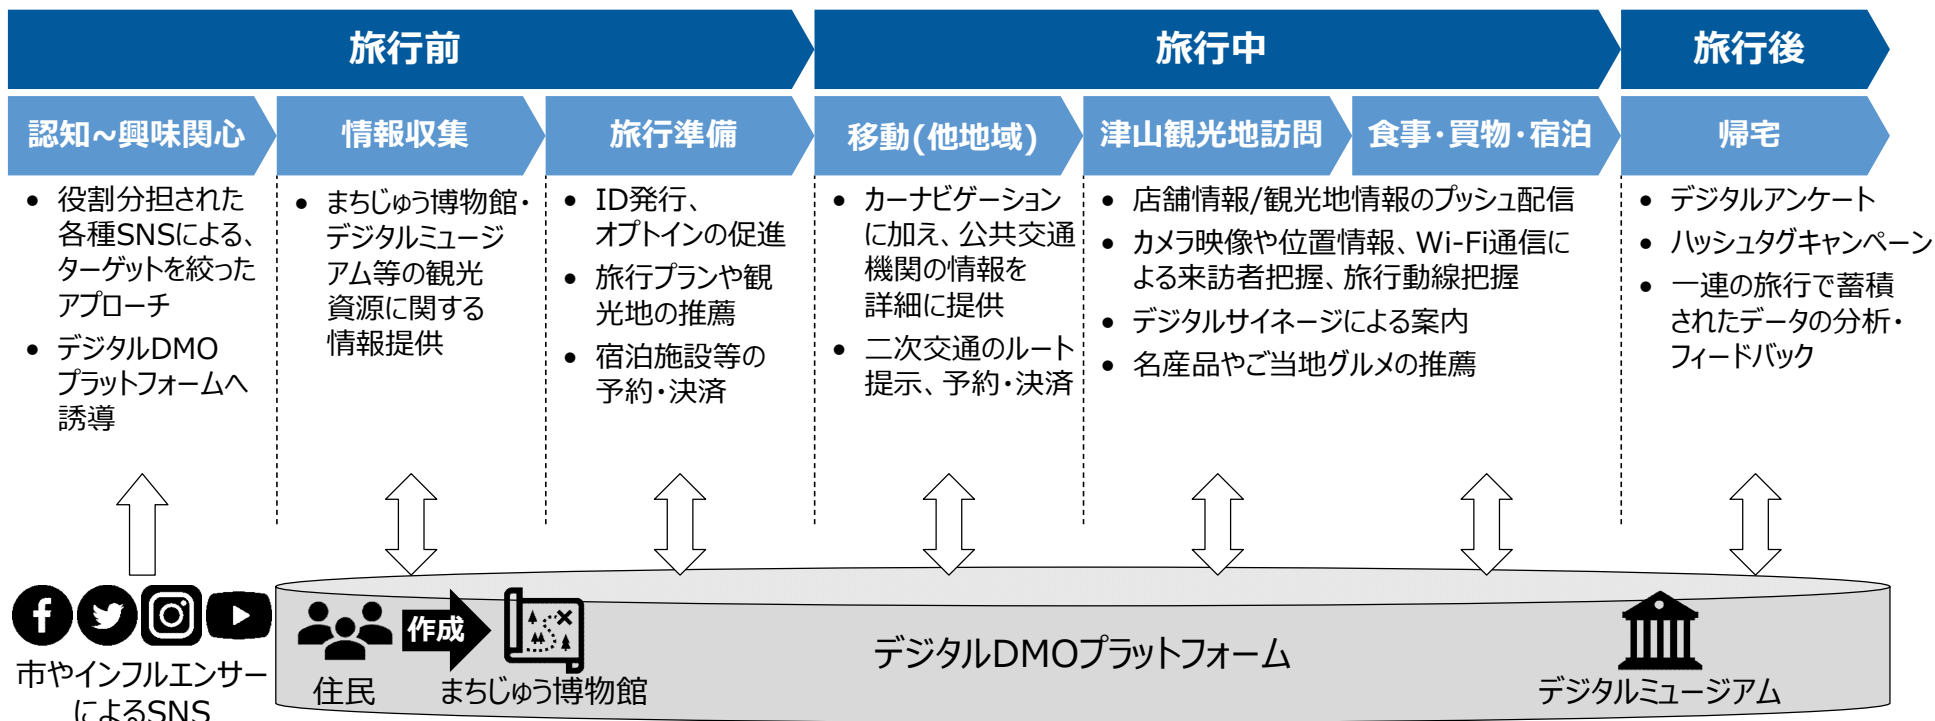 旅行前
旅行中
旅行後
認知~興味関心
情報収集
旅行準備
移動(他地域)
津山観光地訪問
食事・買物・宿泊
帰宅
• 役割分担された
各種SNSによる、
ターゲットを絞った
アプローチ
• デジタルDMO
プラットフォームへ
誘導
• まちじゅう博物館・
デジタルミュージ
アム等の観光
資源に関する
情報提供
• ID発行、
オプトインの促進
• 旅行プランや観
光地の推薦
• 宿泊施設等の
予約・決済
• カーナビゲーション
に加え、公共交通
機関の情報を
詳細に提供
• 二次交通のルート
提示、予約・決済
• 店舗情報/観光地情報のプッシュ配信
• カメラ映像や位置情報、Wi-Fi通信に
よる来訪者把握、旅行動線把握
• デジタルサイネージによる案内
• 名産品やご当地グルメの推薦
• デジタルアンケート
• ハッシュタグキャンペーン
• 一連の旅行で蓄積
されたデータの分析・
フィードバック
市やインフルエンサー
によるSNS
住民
作成
まちじゅう博物館
デジタルDMOプラットフォーム
デジタルミュージアム